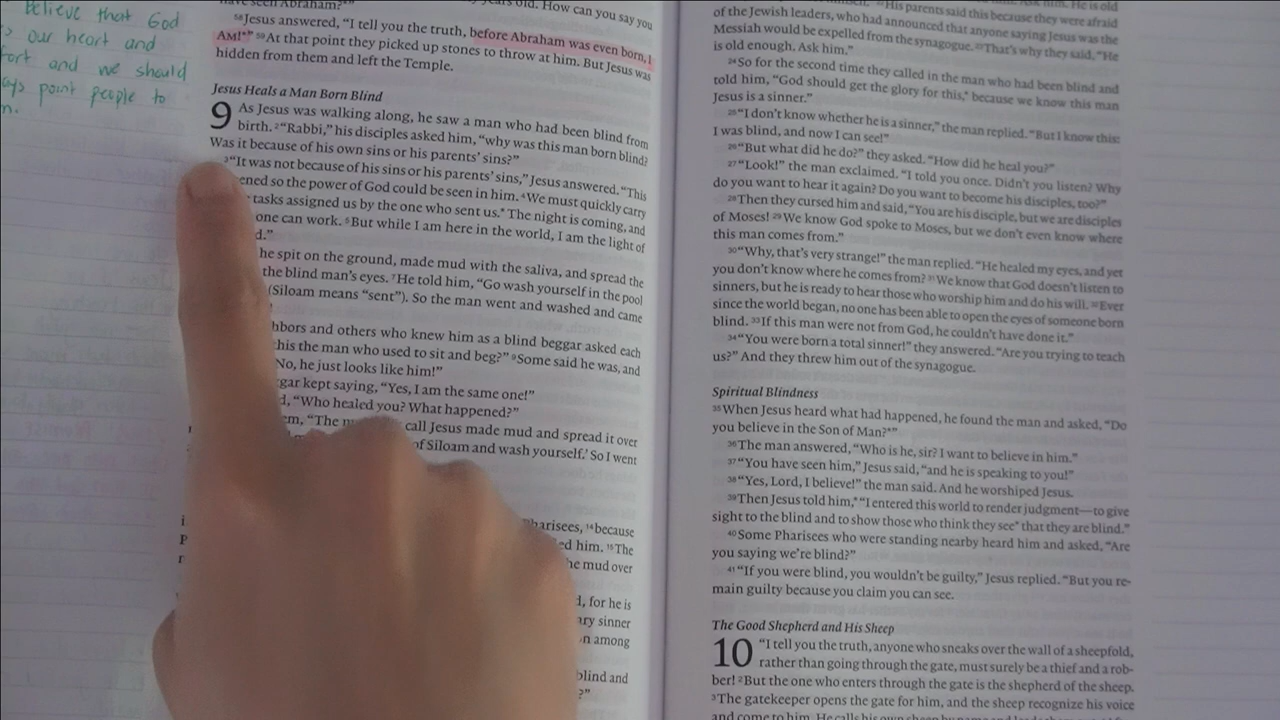 Believe that God
our heart and
and we should
point people to
have seen Abraham?*"
old. How can you say you
58"Jesus answered, "I tell you the truth, before Abraham was even born, I
AM!*" 59At that point they picked up stones to throw at him. But Jesus was
hidden from them and left the Temple.
Jesus Heals a Man Born Blind
9 As Jesus was walking along, he saw a man who had been blind from
birth. 2"Rabbi," his disciples asked him, "why was this man born blind?
Was it because of his own sins or his parents' sins?"
3"It was not because of his sins or his parents' sins," Jesus answered. "This
ened so the power of God could be seen in him. 4We must quickly carry
tasks assigned us by the one who sent us.* The night is coming, and
one can work. 5But while I am here in the world, I am the light of
d."
he spit on the ground, made mud with the saliva, and spread the
the blind man's eyes. 7He told him, "Go wash yourself in the pool
(Siloam means "sent"). So the man went and washed and came
hbors and others who knew him as a blind beggar asked each
his the man who used to sit and beg?" 9Some said he was, and
No, he just looks like him!"
gar kept saying, "Yes, I am the same one!"
d, "Who healed you? What happened?"
em, "The call Jesus made mud and spread it over
of Siloam and wash yourself.' So I went
harisees, 14because
ed him. 15The
he mud over
d, for he is
ary sinner
n among
blind and
?"
22His parents said this because they were afraid
of the Jewish leaders, who had announced that anyone saying Jesus was the
Messiah would be expelled from the synagogue. 23That's why they said, "He
is old enough. Ask him."
24So for the second time they called in the man who had been blind and
told him, "God should get the glory for this,* because we know this man
Jesus is a sinner."
25"I don't know whether he is a sinner," the man replied. "But I know this:
I was blind, and now I can see!"
26"But what did he do?" they asked. "How did he heal you?"
27"Look!" the man exclaimed. "I told you once. Didn't you listen? Why
do you want to hear it again? Do you want to become his disciples, too?"
28Then they cursed him and said, "You are his disciple, but we are disciples
of Moses! 29We know God spoke to Moses, but we don't even know where
this man comes from."
30"Why, that's very strange!" the man replied. "He healed my eyes, and yet
you don't know where he comes from? 31We know that God doesn't listen to
sinners, but he is ready to hear those who worship him and do his will. 32Ever
since the world began, no one has been able to open the eyes of someone born
blind. 33If this man were not from God, he couldn't have done it."
34"You were born a total sinner!" they answered. "Are you trying to teach
us?" And they threw him out of the synagogue.
Spiritual Blindness
35When Jesus heard what had happened, he found the man and asked, "Do
you believe in the Son of Man?*"
36The man answered, "Who is he, sir? I want to believe in him."
37"You have seen him," Jesus said, "and he is speaking to you!"
38"Yes, Lord, I believe!" the man said. And he worshiped Jesus.
39Then Jesus told him,* "I entered this world to render judgment—to give
sight to the blind and to show those who think they see* that they are blind."
40Some Pharisees who were standing nearby heard him and asked, "Are
you saying we're blind?"
41"If you were blind, you wouldn't be guilty," Jesus replied. "But you re-
main guilty because you claim you can see.
The Good Shepherd and His Sheep
10 "I tell you the truth, anyone who sneaks over the wall of a sheepfold,
rather than going through the gate, must surely be a thief and a rob-
ber! 2But the one who enters through the gate is the shepherd of the sheep.
3The gatekeeper opens the gate for him, and the sheep recognize his voice
and come to him. He calls his own sheep by name and